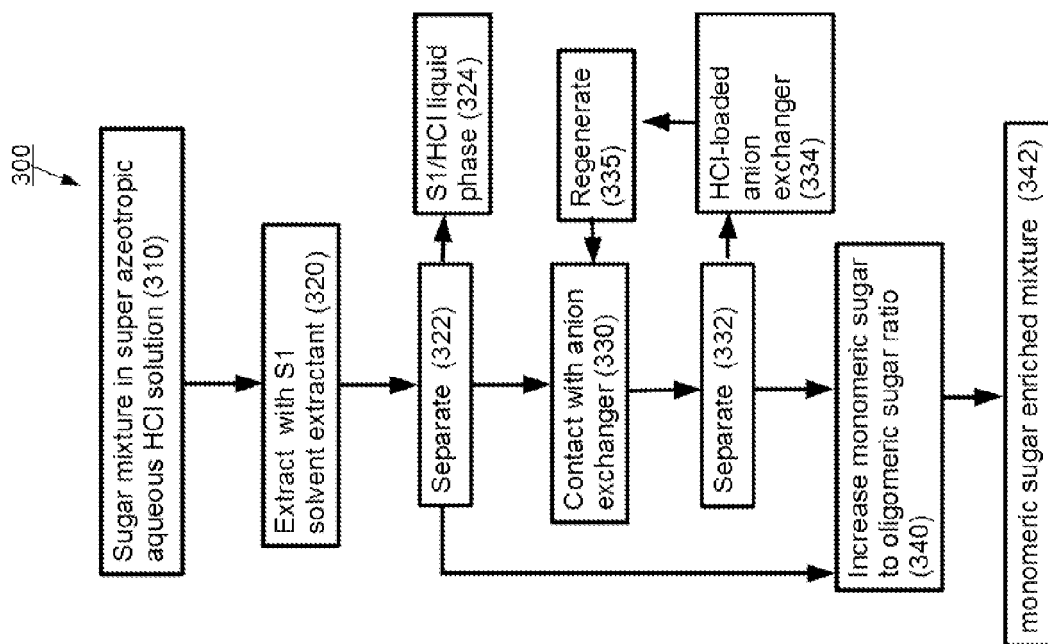 300
Sugar mixture in super azeotropic
aqueous HCl solution (310)
Extract with S1
solvent extractant (320)
Separate (322)
S1/HCl liquid
phase (324)
Contact with anion
exchanger (330)
Regenerate
(335)
Separate (332)
HCl-loaded
anion
exchanger
(334)
Increase monomeric sugar
to oligomeric sugar ratio
(340)
monomeric sugar enriched mixture (342)